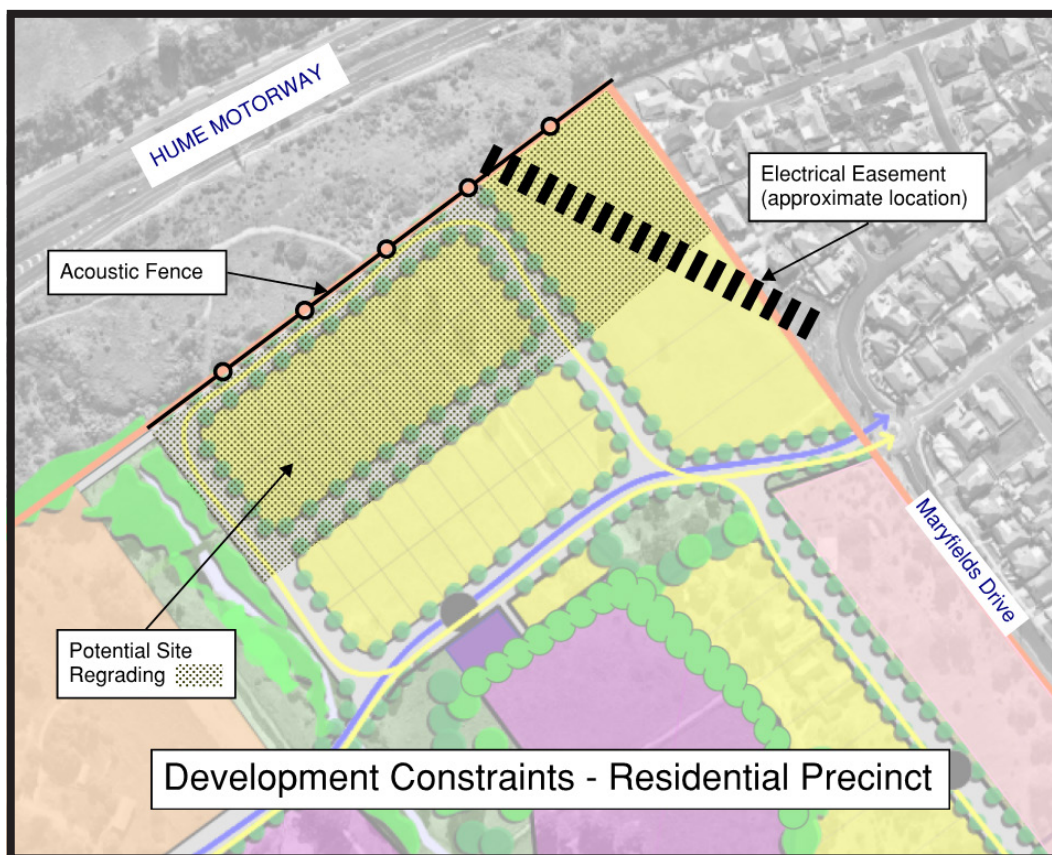 HUME MOTORWAY
Electrical Easement
(approximate location)
Acoustic Fence
Maryfields Drive
Potential Site
Regrading
Development Constraints - Residential Precinct